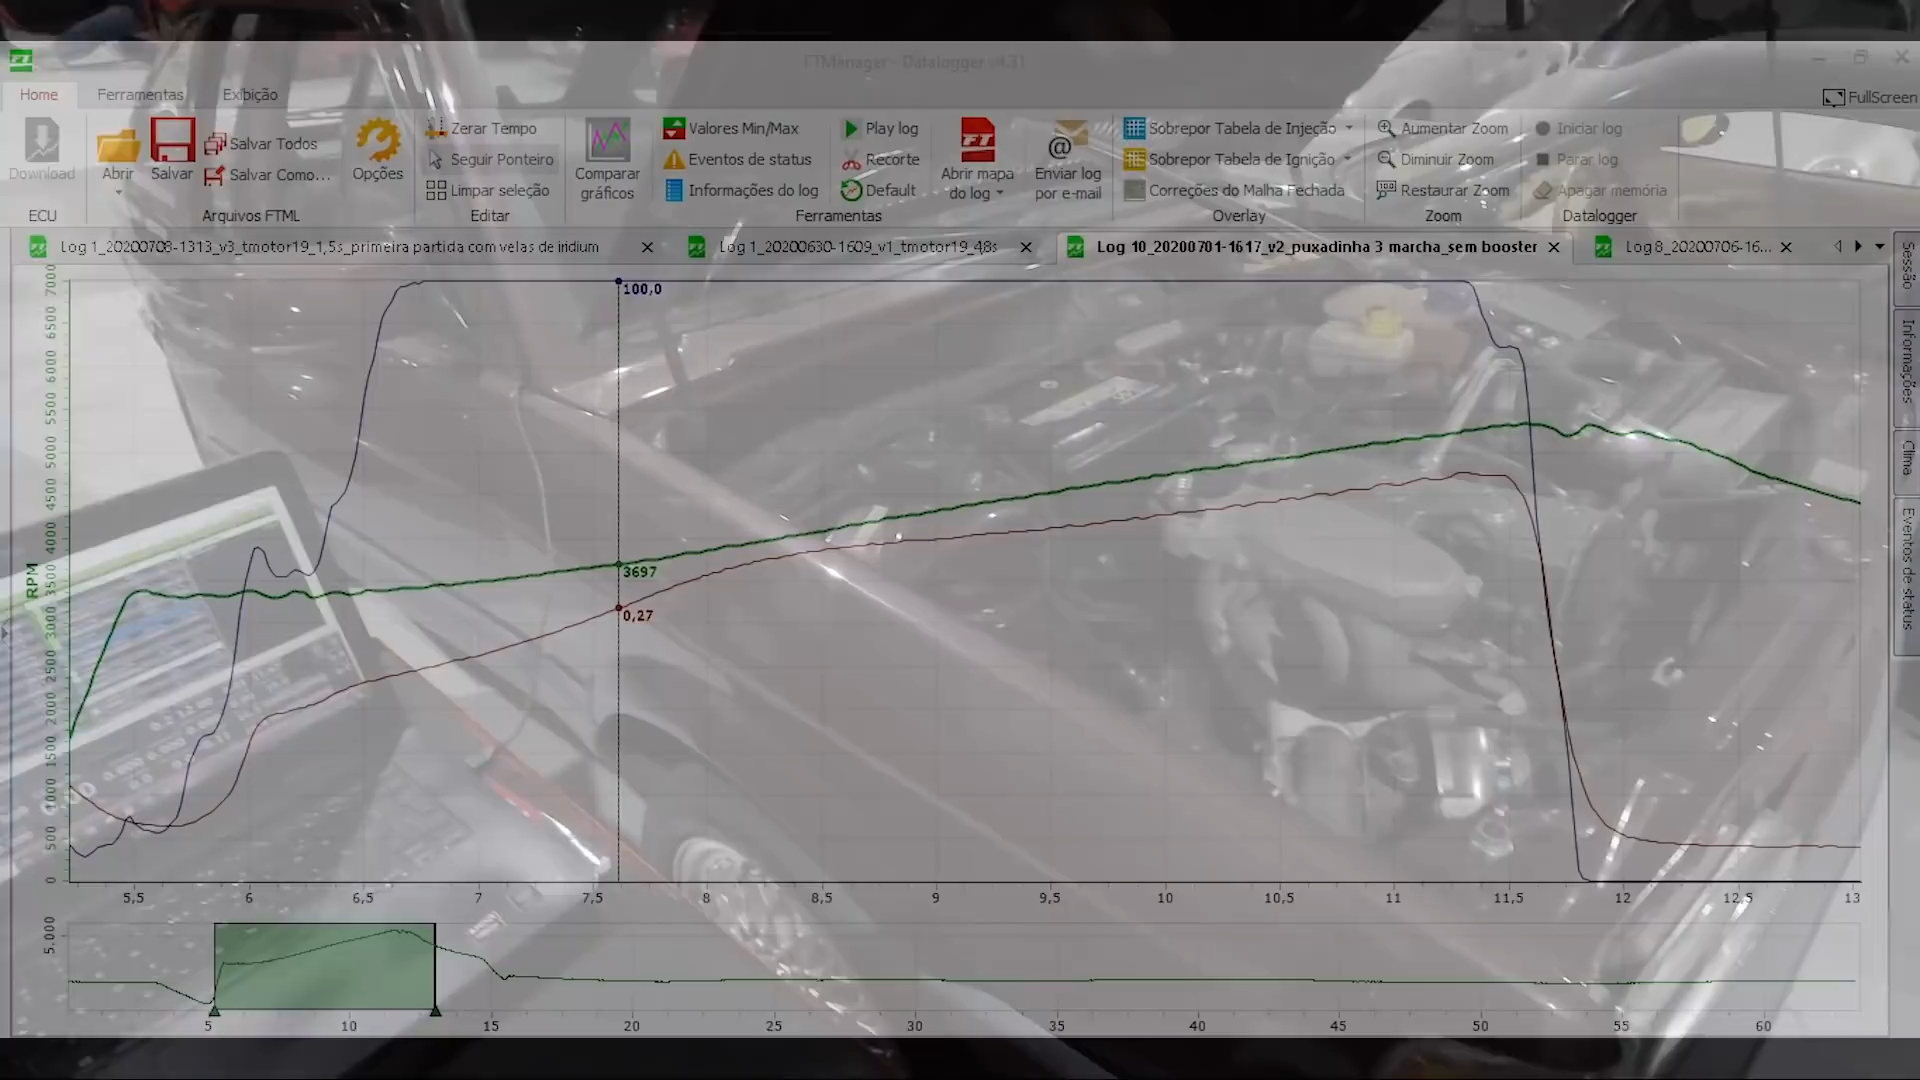 FTManager - Datalogger v4.31
Home Ferramentas Exibição FullScreen
Download
ECU
Abrir
Salvar
Salvar Todos
Salvar Como...
Arquivos FTML
Opções
Zerar Tempo
Seguir Ponteiro
Limpar seleção
Editar
Comparar
gráficos
Valores Min/Max
Eventos de status
Informações do log
Play log
Recorte
Default
Abrir mapa
do log
Enviar log
por e-mail
Ferramentas
Sobrepor Tabela de Injeção
Sobrepor Tabela de Ignição
Correções do Malha Fechada
Overlay
Aumentar Zoom
Diminuir Zoom
Restaurar Zoom
Zoom
Iniciar log
Parar log
Apagar memória
Datalogger
Log 1_20200708-1313_v3_tmotor19_1,5s_primeira partida com velas de iridium
Log 1_20200630-1609_v1_tmotor19_48s
Log 10_20200701-1617_v2_puxadinha 3 marcha_sem booster
Log 8_20200706-16...
Sessão
Informações
Clima
Eventos de status
7000
6500
6000
5500
5000
4500
4000
3500
3000
2500
2000
1500
1000
500
0
RPM
100,0
3697
0,27
5,5 6 6,5 7 7,5 8 8,5 9 9,5 10 10,5 11 11,5 12 12,5 13
5.000
5 10 15 20 25 30 35 40 45 50 55 60